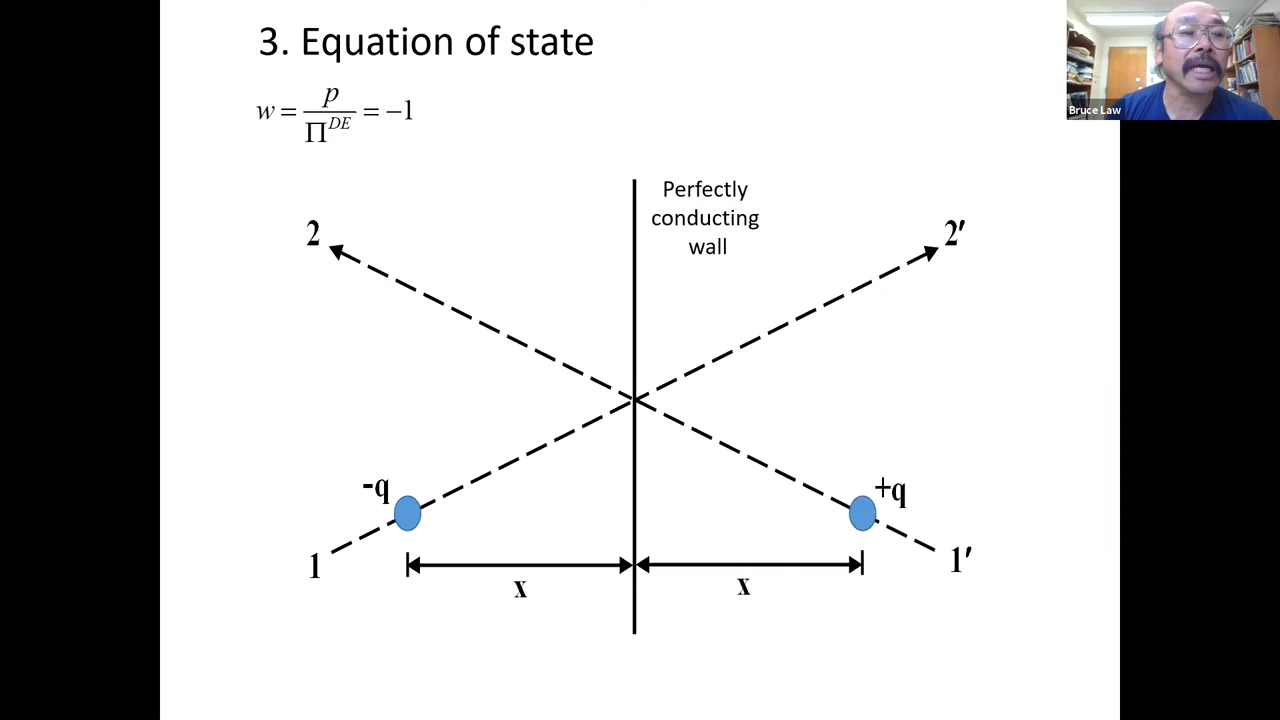 3. Equation of state
w = p / Π^DE = −1
Bruce Law
Perfectly
conducting
wall
2
2′
-q
+q
1
1′
x
x